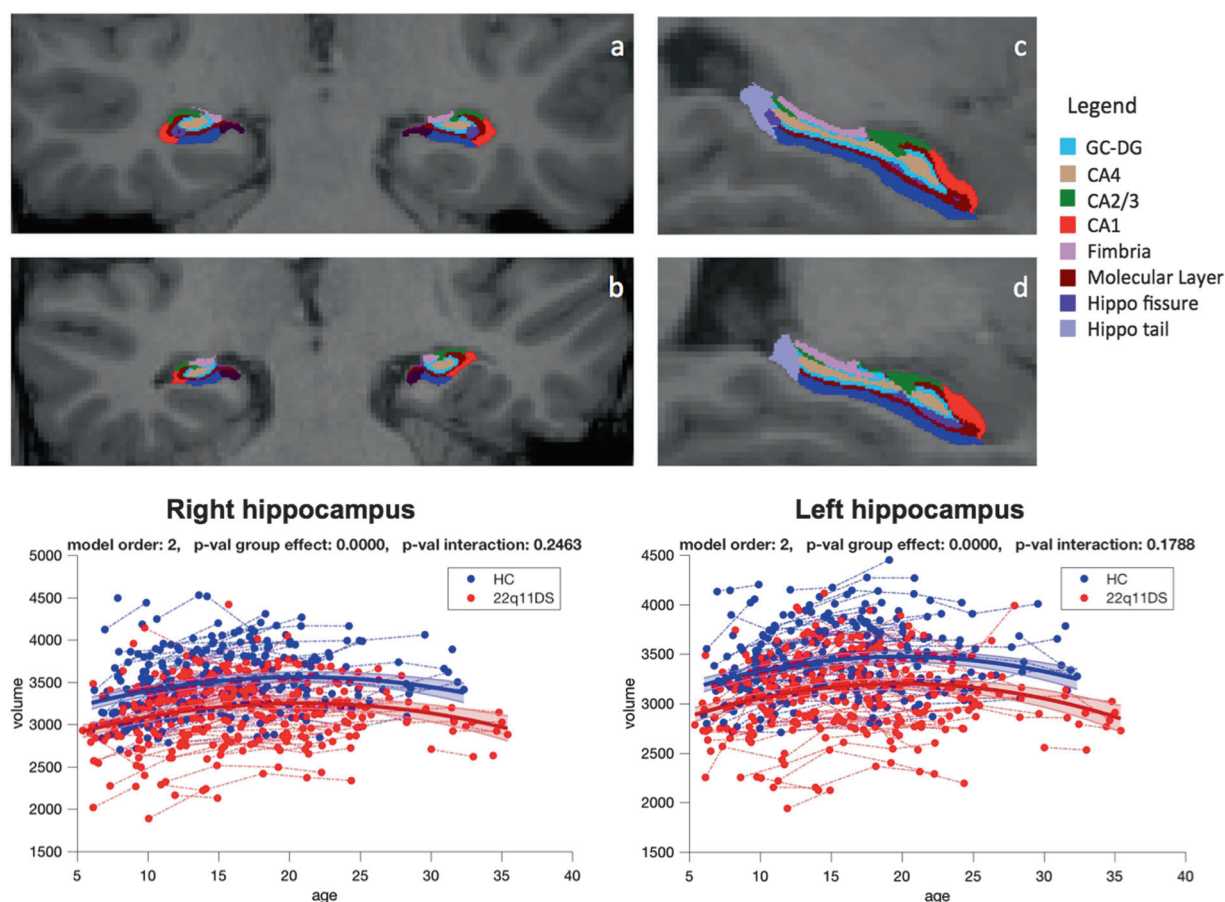 a
c
Legend
GC-DG
CA4
CA2/3
CA1
Fimbria
Molecular Layer
Hippo fissure
Hippo tail
b
d
Right hippocampus
model order: 2, p-val group effect: 0.0000, p-val interaction: 0.2463
5000
4500
4000
3500
3000
2500
2000
1500
volume
HC
22q11DS
5 10 15 20 25 30 35 40
age
Left hippocampus
model order: 2, p-val group effect: 0.0000, p-val interaction: 0.1788
4500
4000
3500
3000
2500
2000
1500
volume
HC
22q11DS
5 10 15 20 25 30 35 40
age